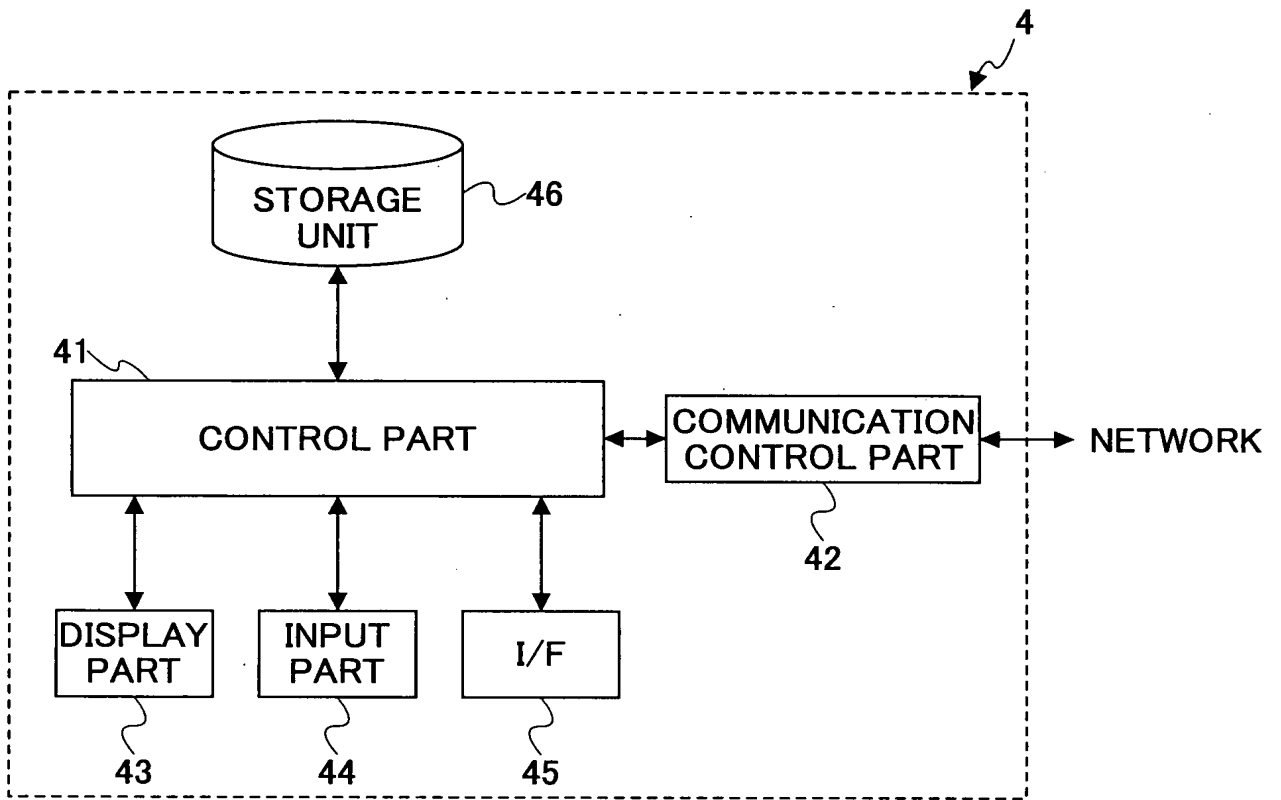 4
STORAGE
UNIT
46
41
CONTROL PART
COMMUNICATION
CONTROL PART
NETWORK
42
DISPLAY
PART
INPUT
PART
I/F
43
44
45